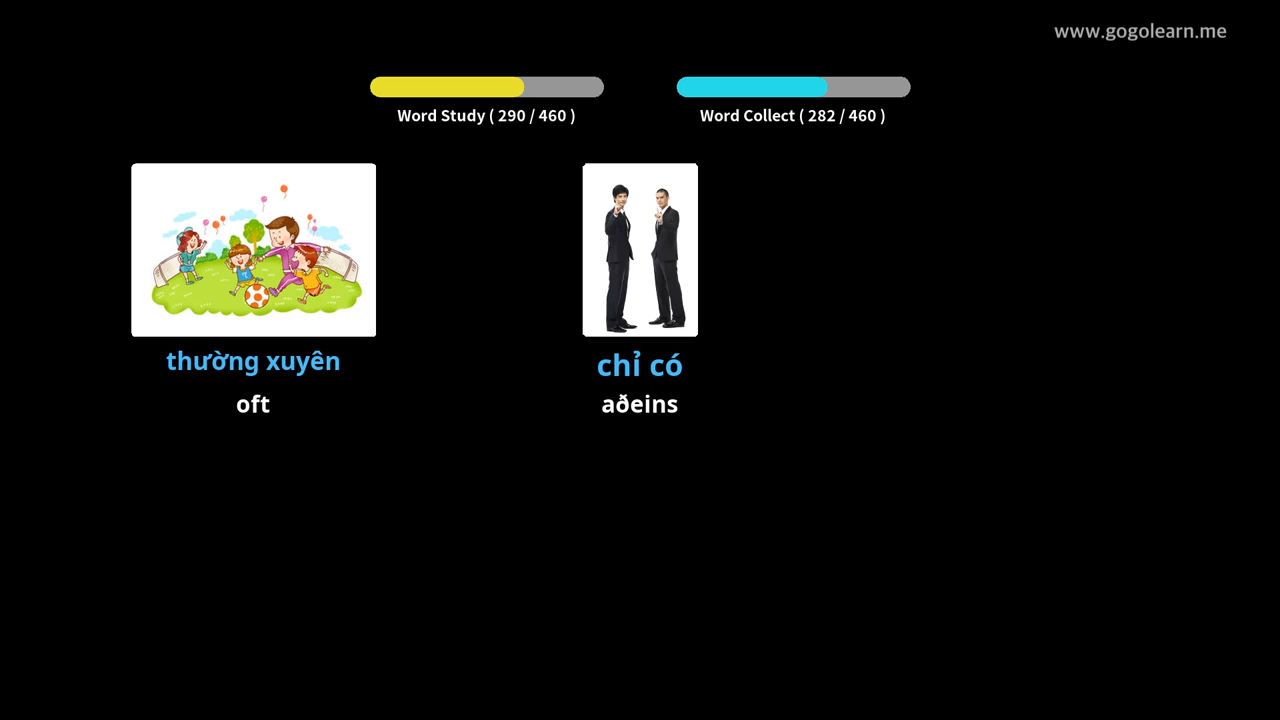 www.gogolearn.me
Word Study ( 290 / 460 )
Word Collect ( 282 / 460 )
thường xuyên
oft
chỉ có
aðeins